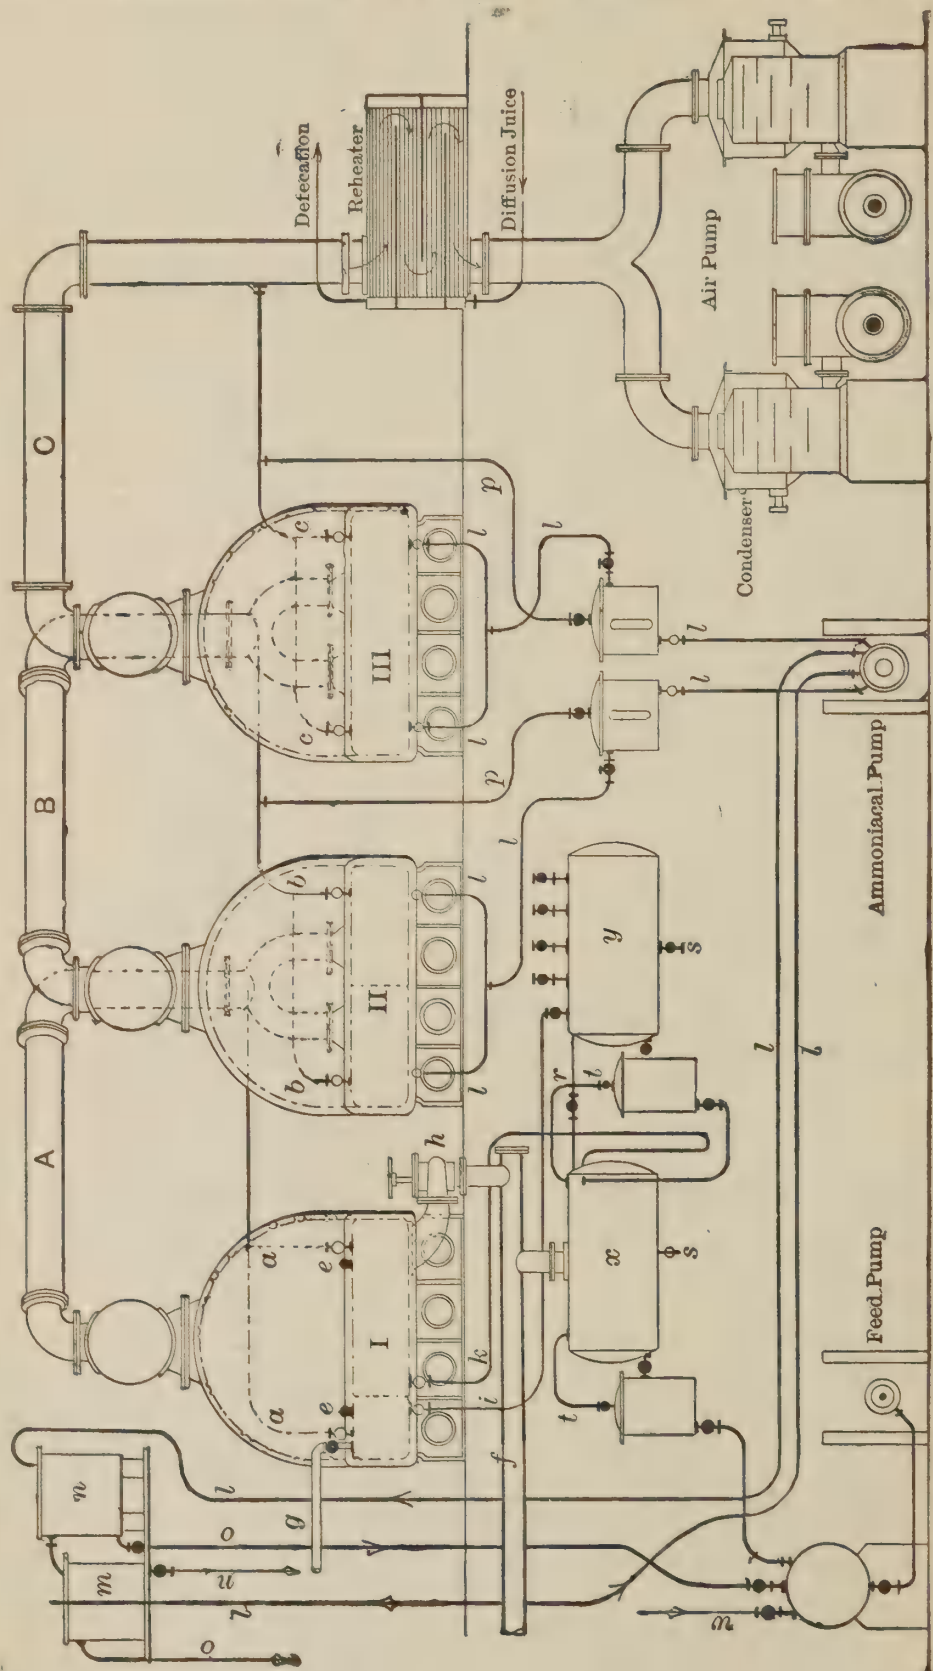 A
B
C
Defecation
Reheater
Diffusion Juice
Air Pump
Condenser
Ammoniacal Pump
Feed Pump
I
II
III
a
a
b
b
c
c
e
e
h
k
i
f
g
n
m
o
o
l
l
n
w
l
l
l
l
l
l
p
p
l
l
l
l
r
t
t
x
y
s
s